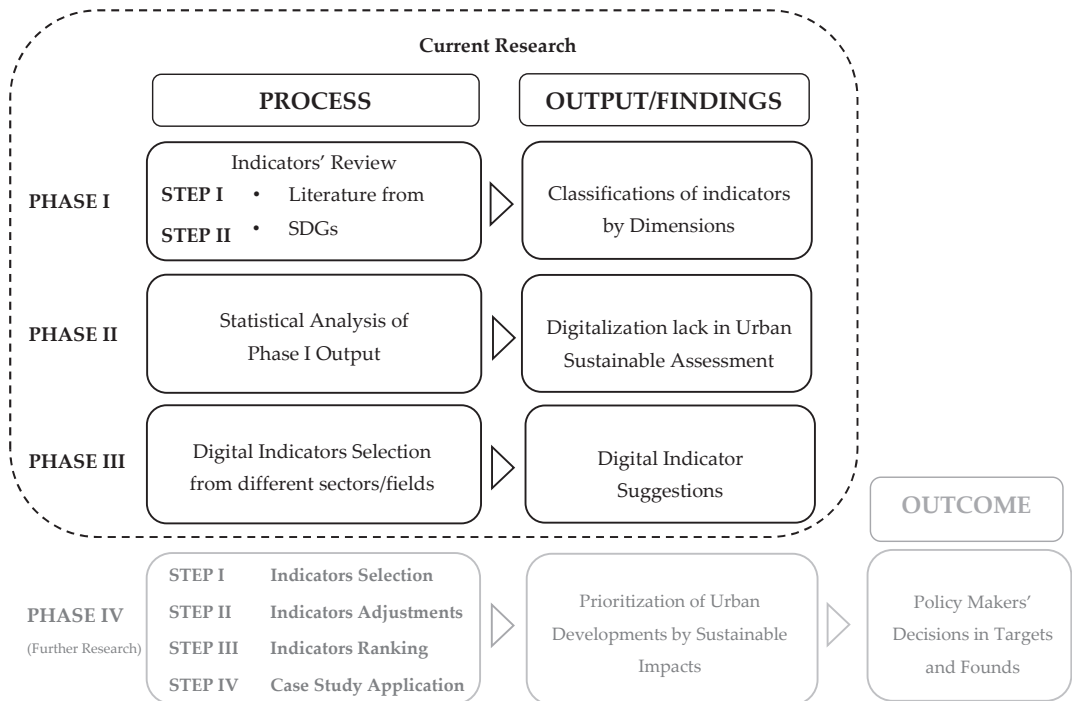 Current Research
PROCESS
OUTPUT/FINDINGS
PHASE I
Indicators’ Review
STEP I • Literature from
STEP II • SDGs
Classifications of indicators
by Dimensions
PHASE II
Statistical Analysis of
Phase I Output
Digitalization lack in Urban
Sustainable Assessment
PHASE III
Digital Indicators Selection
from different sectors/fields
Digital Indicator
Suggestions
OUTCOME
PHASE IV
(Further Research)
STEP I Indicators Selection
STEP II Indicators Adjustments
STEP III Indicators Ranking
STEP IV Case Study Application
Prioritization of Urban
Developments by Sustainable
Impacts
Policy Makers’
Decisions in Targets
and Founds